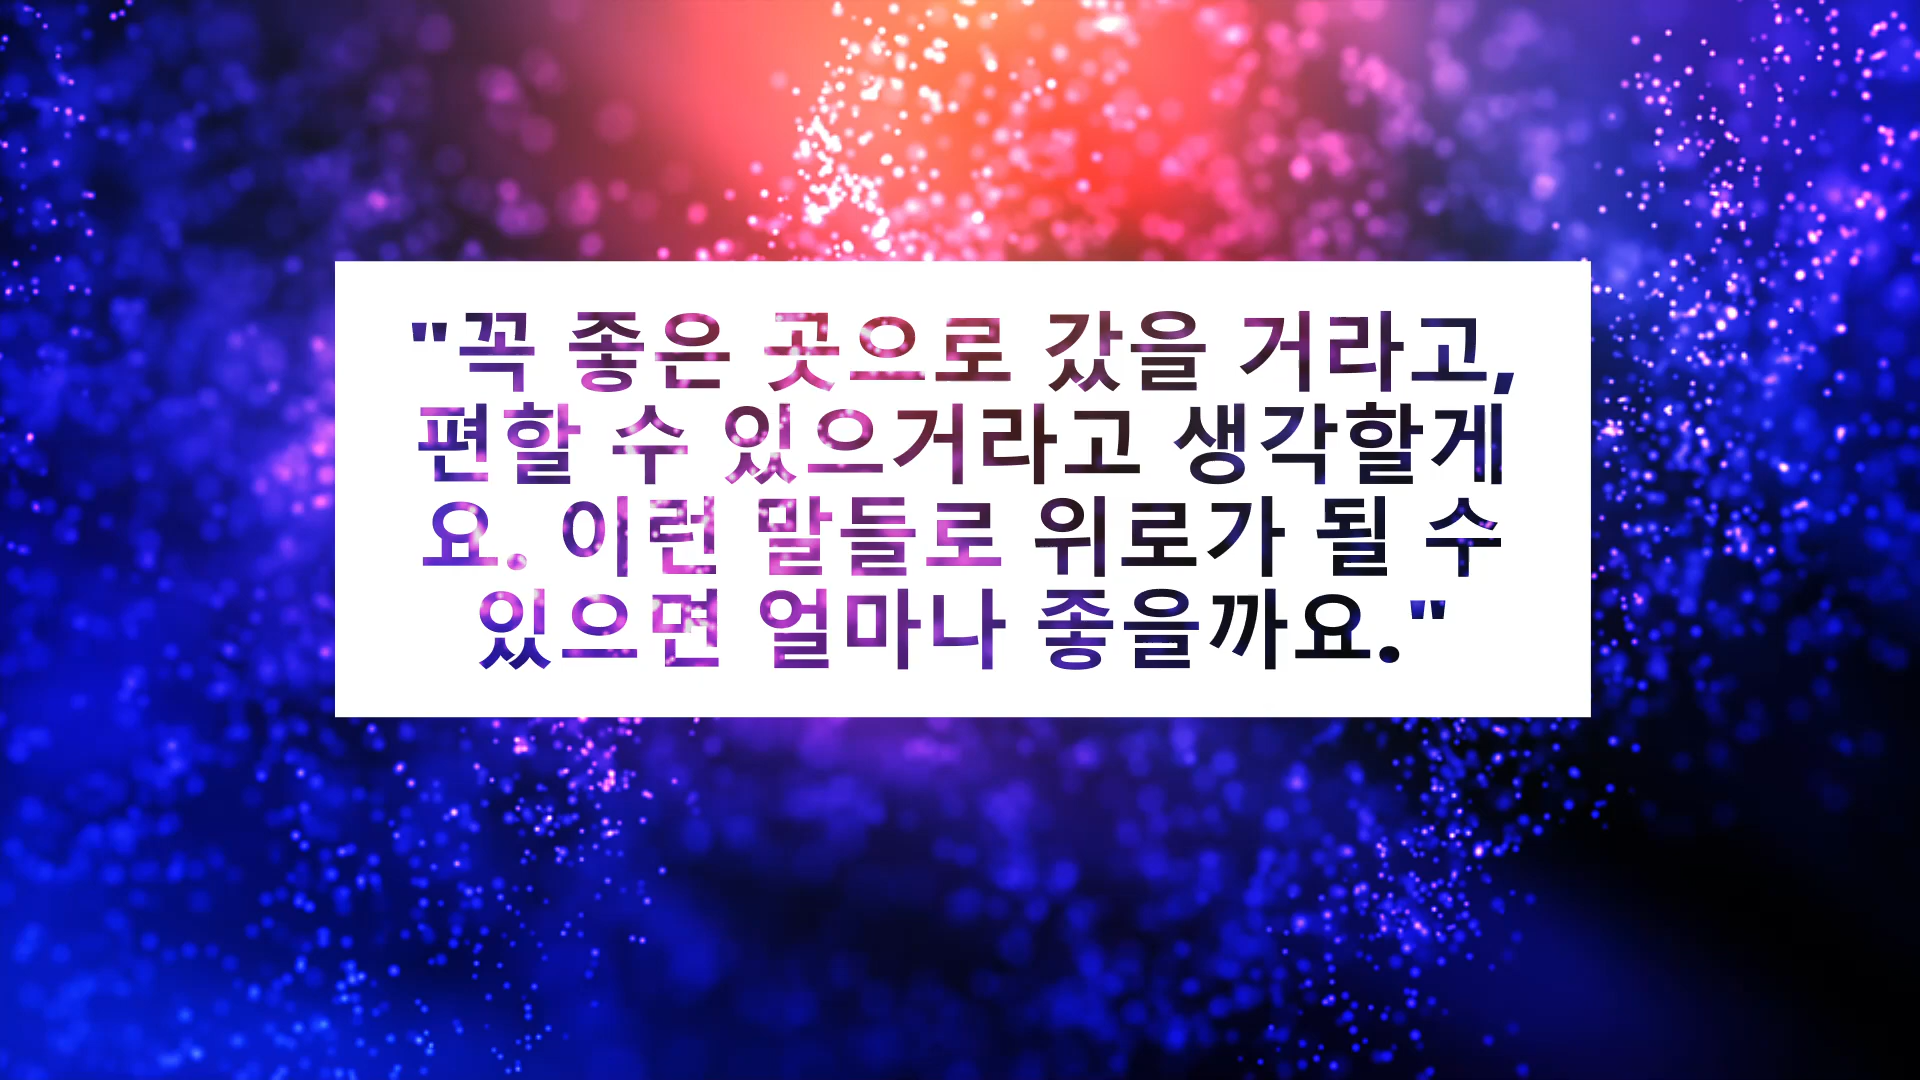 "꼭 좋은 곳으로 갔을 거라고,
편할 수 있으거라고 생각할게
요. 이런 말들로 위로가 될 수
있으면 얼마나 좋을까요."